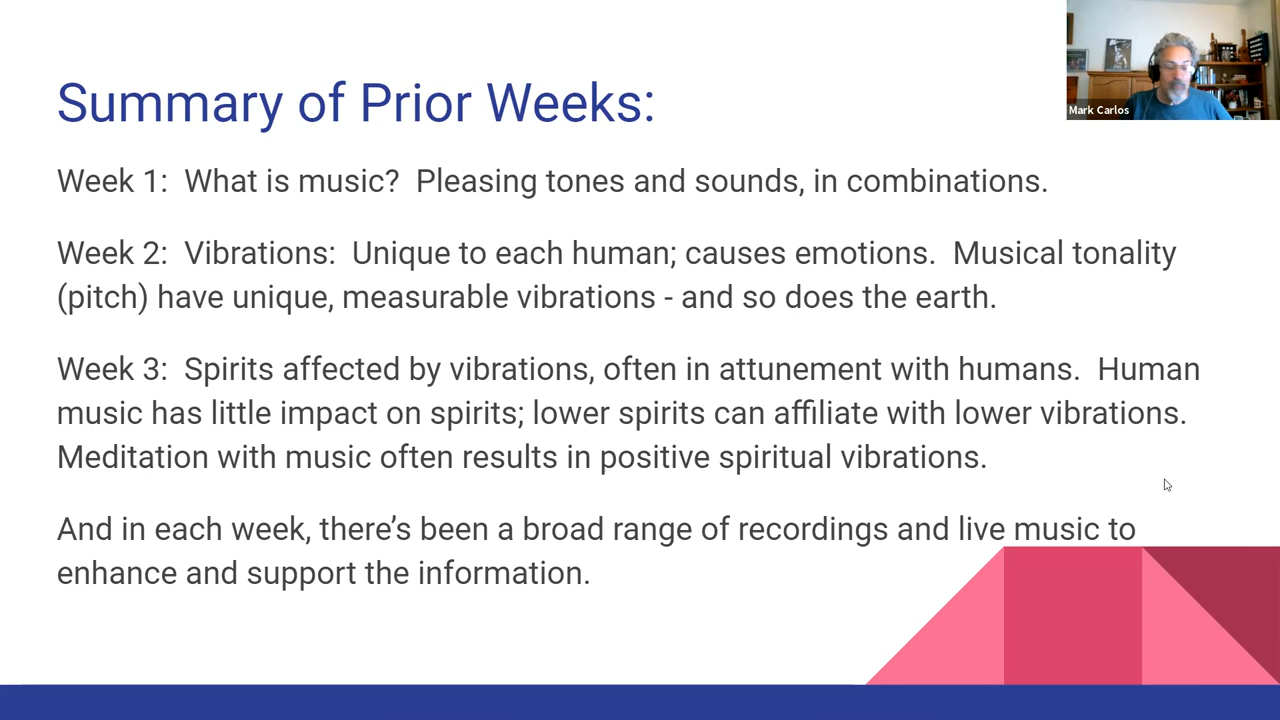 Summary of Prior Weeks:
Mark Carlos
Week 1:  What is music?  Pleasing tones and sounds, in combinations.
Week 2:  Vibrations:  Unique to each human; causes emotions.  Musical tonality
(pitch) have unique, measurable vibrations - and so does the earth.
Week 3:  Spirits affected by vibrations, often in attunement with humans.  Human
music has little impact on spirits; lower spirits can affiliate with lower vibrations.
Meditation with music often results in positive spiritual vibrations.
And in each week, there’s been a broad range of recordings and live music to
enhance and support the information.